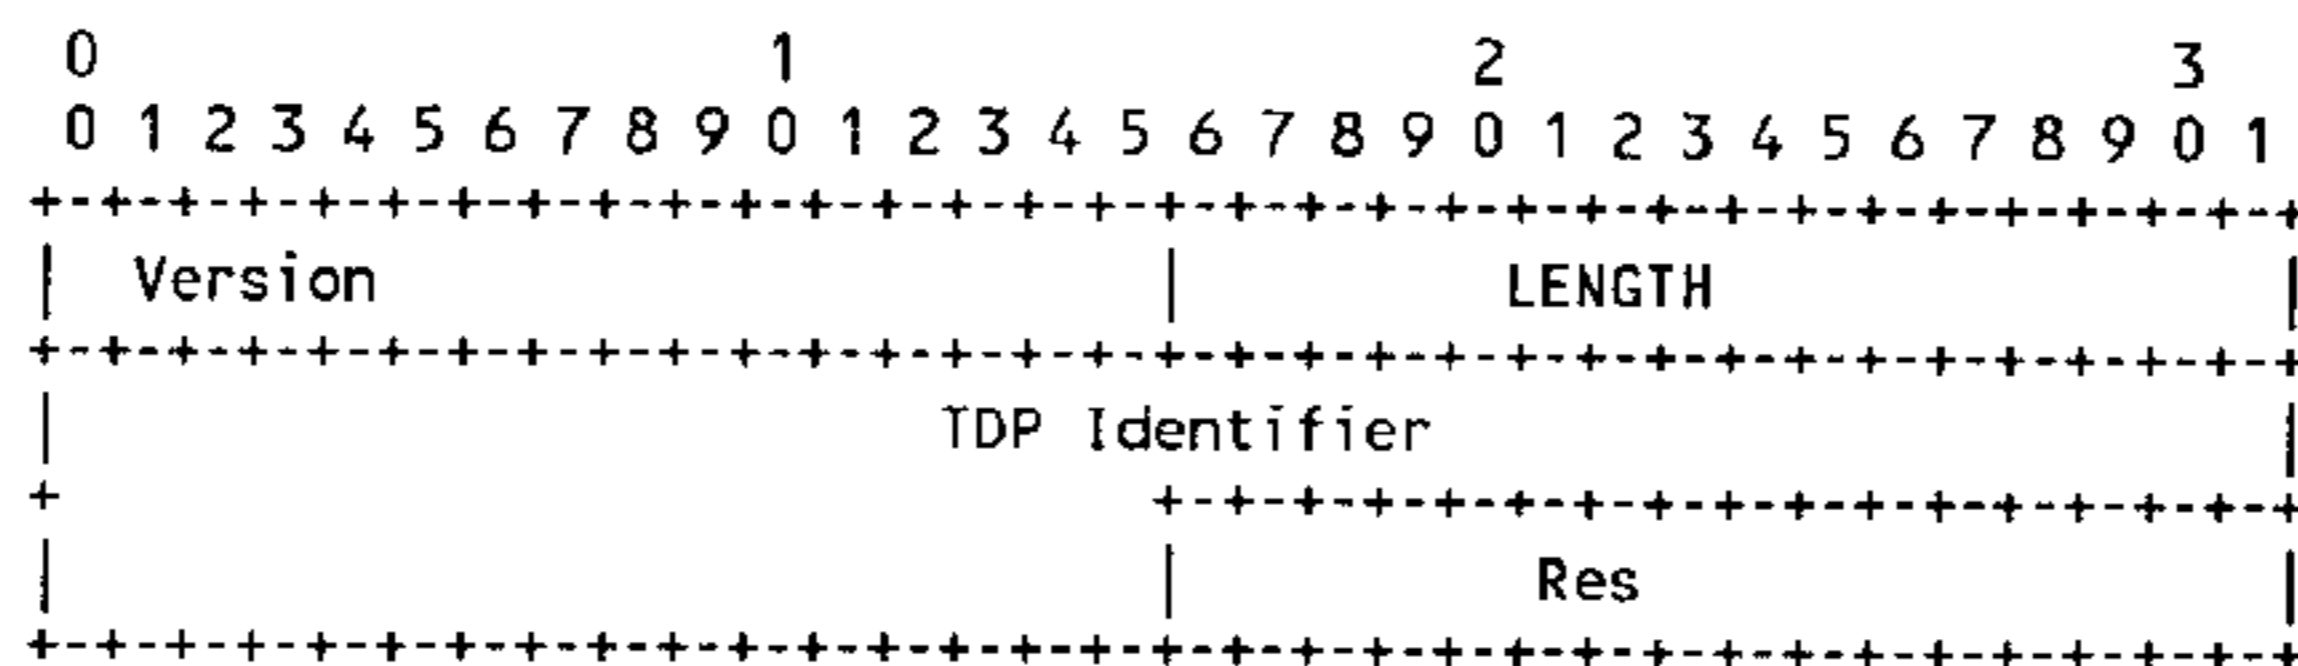 0 1 2 3
0 1 2 3 4 5 6 7 8 9 0 1 2 3 4 5 6 7 8 9 0 1 2 3 4 5 6 7 8 9 0 1
+-+-+-+-+-+-+-+-+-+-+-+-+-+-+-+-+-+-+-+-+-+-+-+-+-+-+-+-+-+-+-+-+
| Version | LENGTH |
+-+-+-+-+-+-+-+-+-+-+-+-+-+-+-+-+-+-+-+-+-+-+-+-+-+-+-+-+-+-+-+-+
| TDP Identifier |
+ +-+-+-+-+-+-+-+-+-+-+-+-+-+-+-+-+
| | Res |
+-+-+-+-+-+-+-+-+-+-+-+-+-+-+-+-+-+-+-+-+-+-+-+-+-+-+-+-+-+-+-+-+